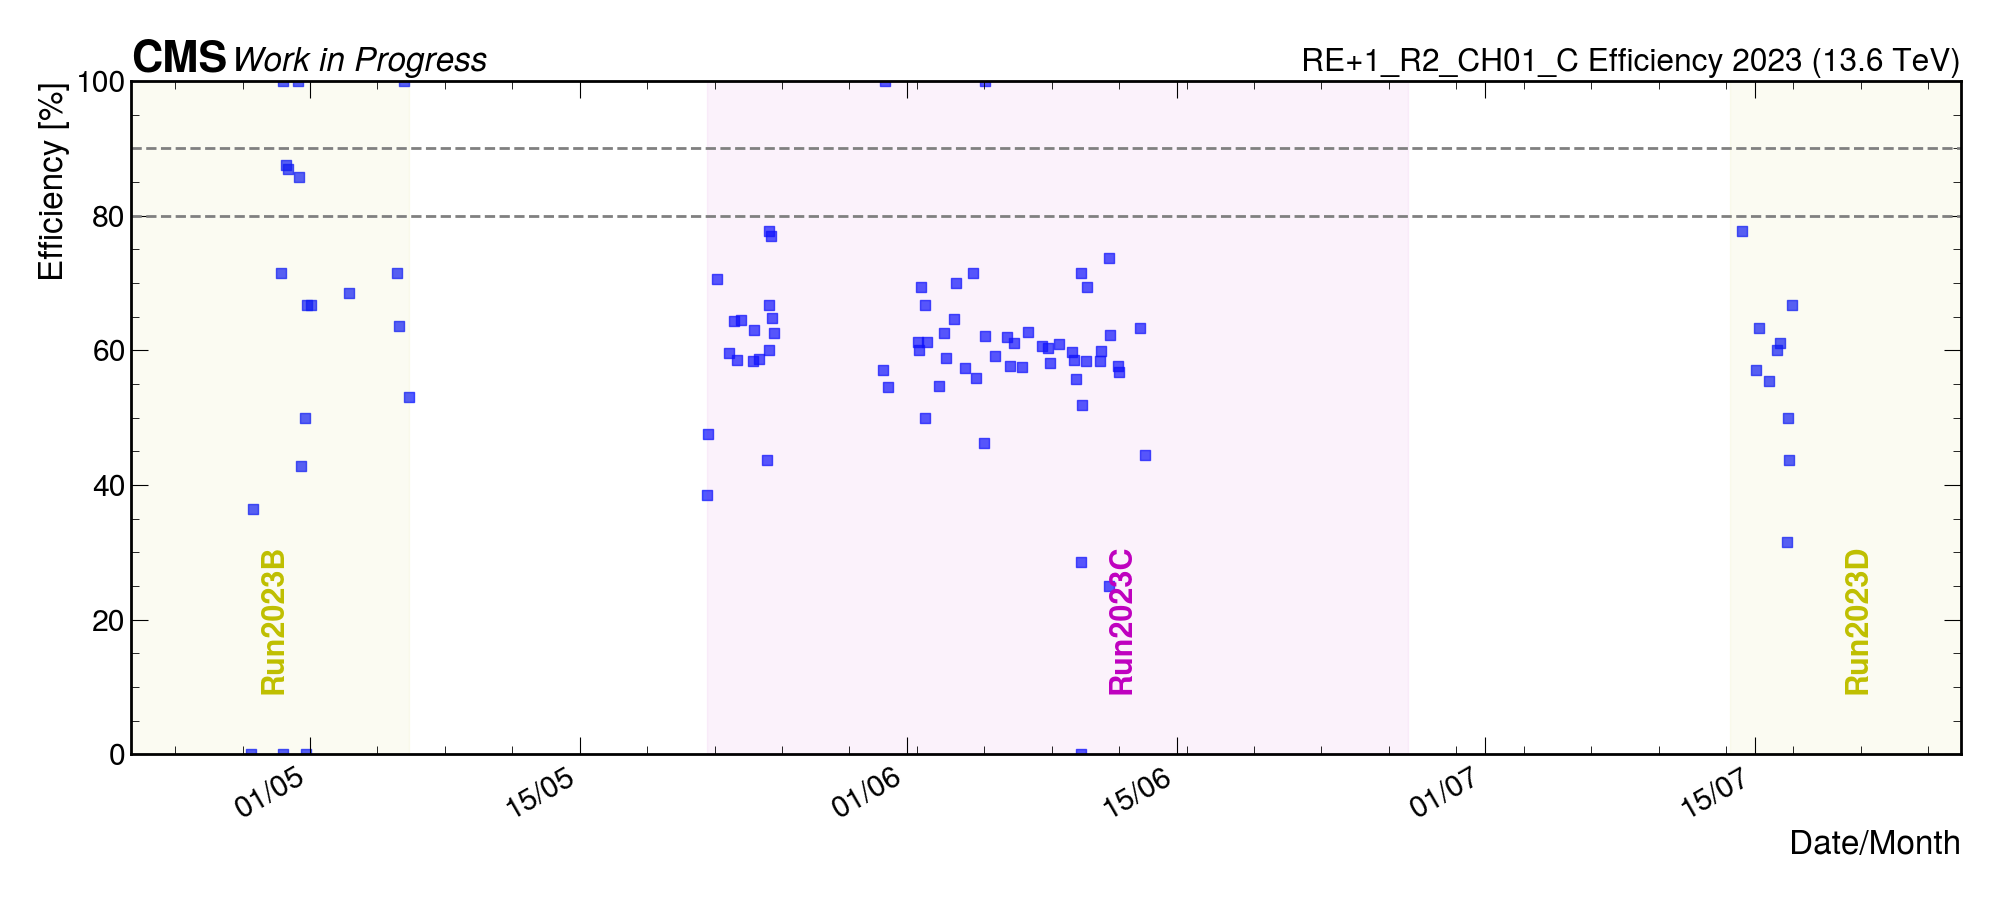 CMS Work in Progress
RE+1_R2_CH01_C Efficiency 2023 (13.6 TeV)
Efficiency [%]
100
80
60
40
20
0
Run2023B
Run2023C
Run2023D
01/05
15/05
01/06
15/06
01/07
15/07
Date/Month